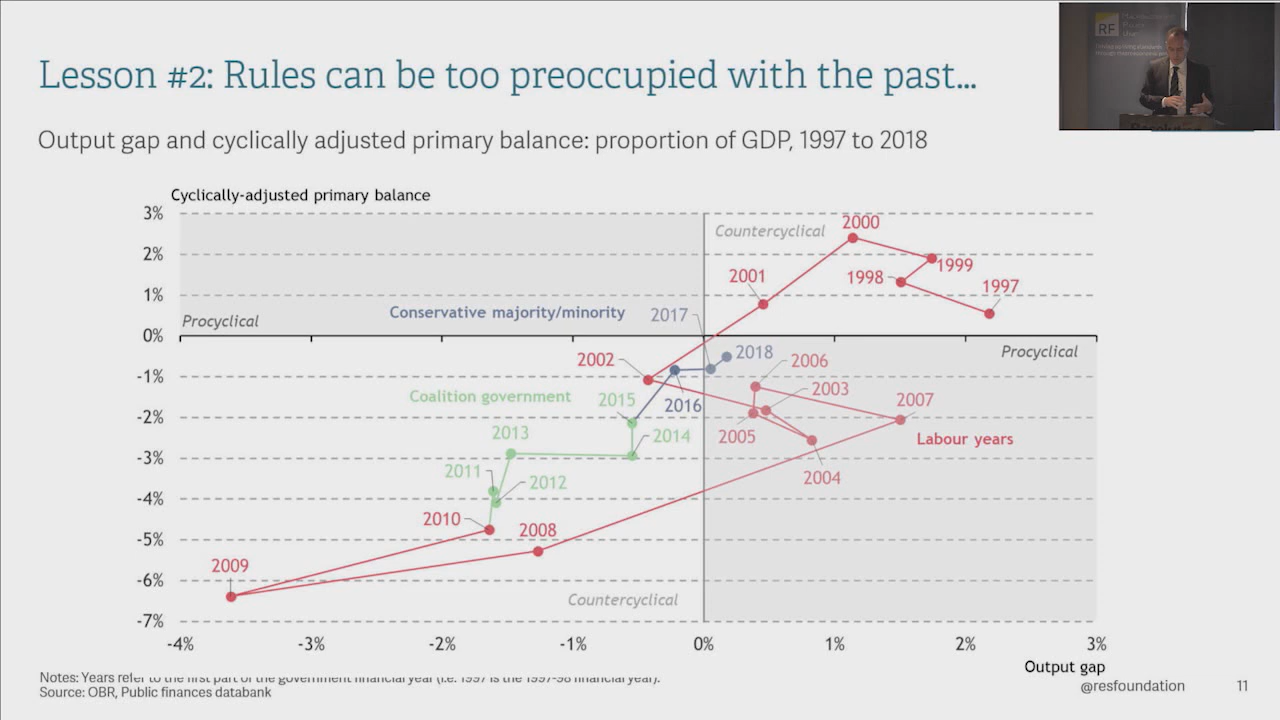 Lesson #2: Rules can be too preoccupied with the past...
RF
Output gap and cyclically adjusted primary balance: proportion of GDP, 1997 to 2018
Cyclically-adjusted primary balance
3%
2%
1%
0%
-1%
-2%
-3%
-4%
-5%
-6%
-7%
Countercyclical
2000
1999
1998
1997
2001
Conservative majority/minority
2017
Procyclical
2018
Procyclical
2002
2006
2003
Coalition government
2015
2016
2007
2005
Labour years
2013
2014
2011
2012
2004
2010
2008
2009
Countercyclical
-4%
-3%
-2%
-1%
0%
1%
2%
3%
Output gap
Notes: Years refer to the first part of the government financial year (i.e. 1997 is the 1997-98 financial year).
Source: OBR, Public finances databank
@resfoundation
11